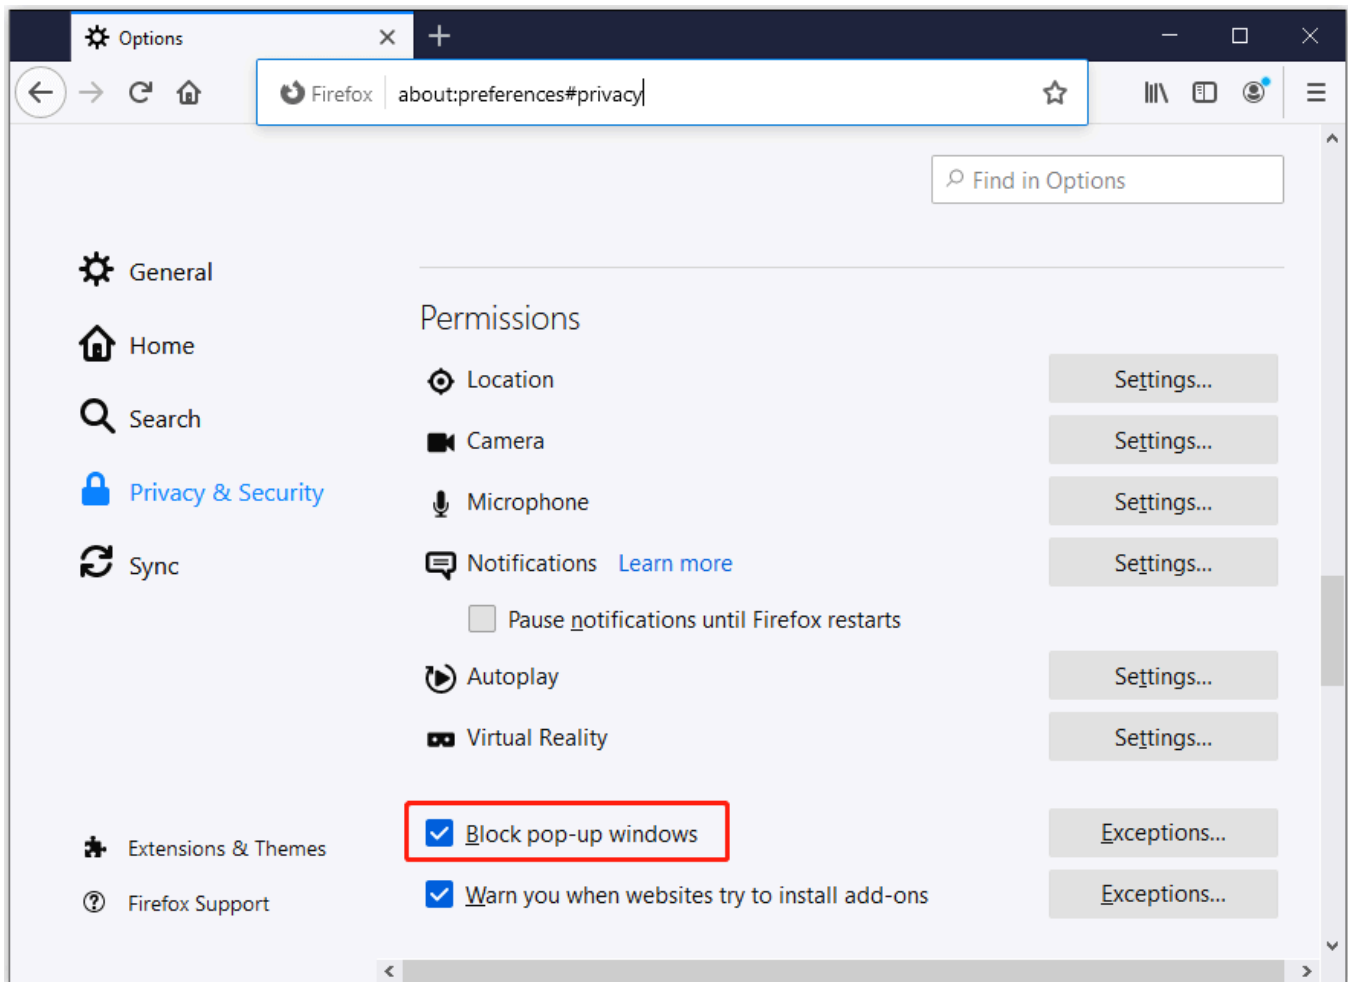 Options
Firefox about:preferences#privacy
Find in Options
General
Home
Search
Privacy & Security
Sync
Extensions & Themes
Firefox Support
Permissions
Location Settings...
Camera Settings...
Microphone Settings...
Notifications Learn more Settings...
Pause notifications until Firefox restarts
Autoplay Settings...
Virtual Reality Settings...
Block pop-up windows Exceptions...
Warn you when websites try to install add-ons Exceptions...